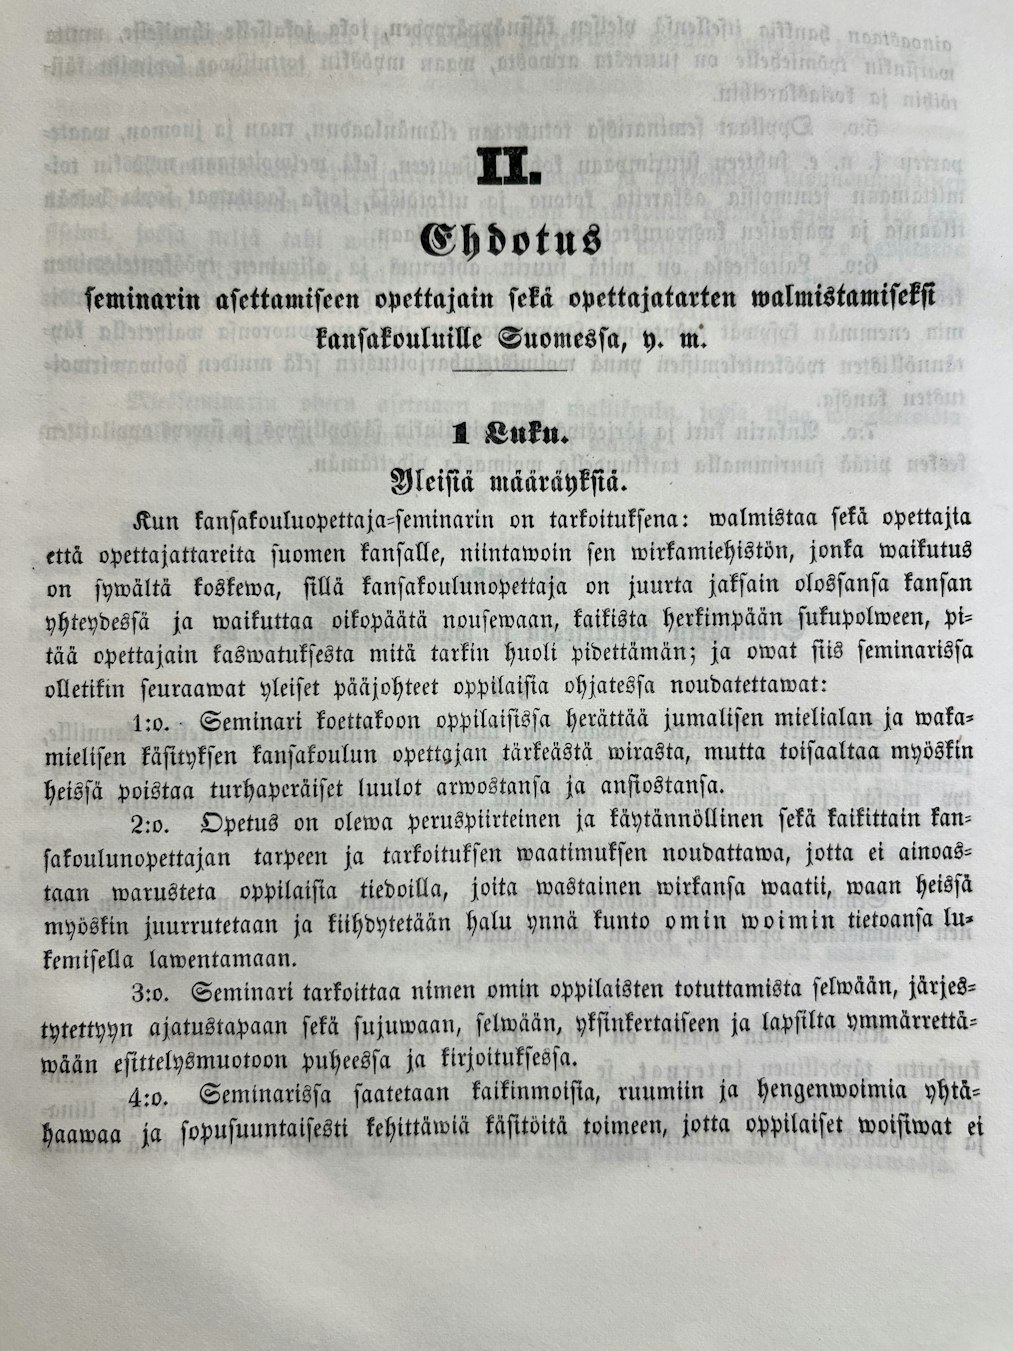 II.
Ehdotus
seminarin asettamiseen opettajain sekä opettajatarten walmistamiseksi
kansakouluille Suomessa, y. m.
1 Luku.
Yleisiä määräyksiä.
Kun kansakouluopettaja-seminarin on tarkoituksena: walmistaa sekä opettajia
että opettajattareita suomen kansalle, niintawoin sen wirkamiehistön, jonka waikutus
on sywältä koskewa, sillä kansakoulunopettaja on juurta jaksain olossansa kansan
yhteydessä ja waikuttaa oikopäätä nousewaan, kaikista herkimpään sukupolween, pi-
tää opettajain kaswatuksesta mitä tarkin huoli pidettämän; ja owat siis seminarissa
olletikin seuraawat yleiset pääjohteet oppilaisia ohjatessa noudatettawat:
1:o. Seminari koettakoon oppilaisissa herättää jumalisen mielialan ja waka-
mielisen käsityksen kansakoulun opettajan tärkeästä wirasta, mutta toisaaltaa myöskin
heissä poistaa turhaperäiset luulot arwostansa ja ansiostansa.
2:o. Opetus on olewa peruspiirteinen ja käytännöllinen sekä kaikittain kan-
sakoulunopettajan tarpeen ja tarkoituksen waatimuksen noudattawa, jotta ei ainoas-
taan warusteta oppilaisia tiedoilla, joita wastainen wirkansa waatii, waan heissä
myöskin juurrutetaan ja kiihdytetään halu ynnä kunto omin woimin tietoansa lu-
kemisella lawentamaan.
3:o. Seminari tarkoittaa nimen omin oppilaisten totuttamista selwään, järjes-
tytettyyn ajatustapaan sekä sujuwaan, selwään, yksinkertaiseen ja lapsilta ymmärrettä-
wään esittelysmuotoon puheessa ja kirjoituksessa.
4:o. Seminarissa saatetaan kaikinmoisia, ruumiin ja hengenwoimia yhtä-
haawaa ja sopusuuntaisesti kehittäwiä käsitöitä toimeen, jotta oppilaiset woisiwat ei